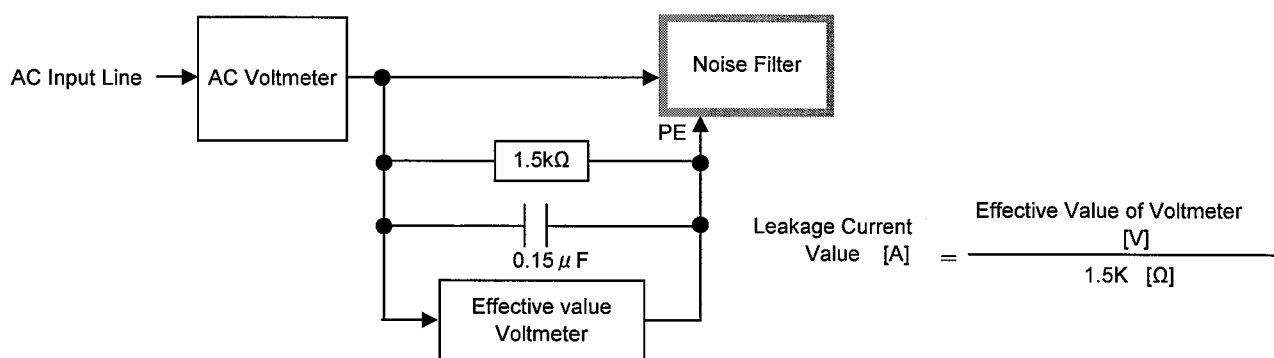 Noise Filter
AC Input Line
AC Voltmeter
PE
1.5kΩ
0.15 μ F
Effective value
Voltmeter
Leakage Current
Value [A]
=
Effective Value of Voltmeter
[V]
1.5K [Ω]